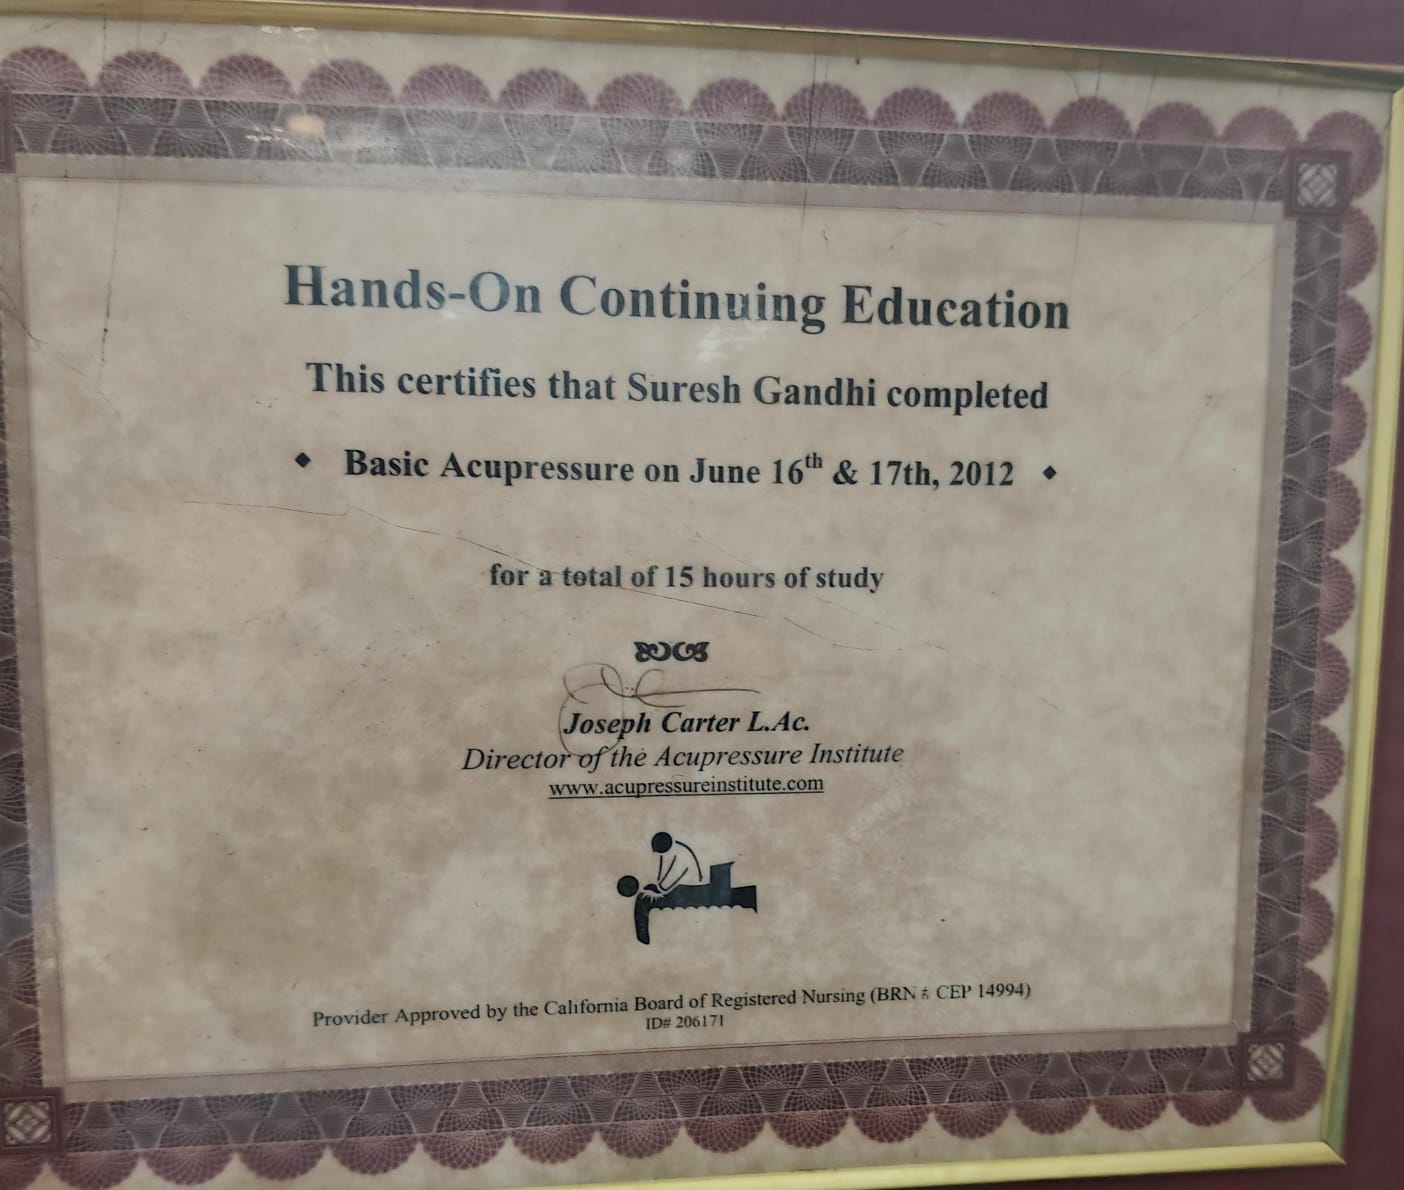 Hands-On Continuing Education
This certifies that Suresh Gandhi completed
◆ Basic Acupressure on June 16th & 17th, 2012 ◆
for a total of 15 hours of study
Joseph Carter L.Ac.
Director of the Acupressure Institute
www.acupressureinstitute.com
Provider Approved by the California Board of Registered Nursing (BRN # CEP 14994)
ID# 206171